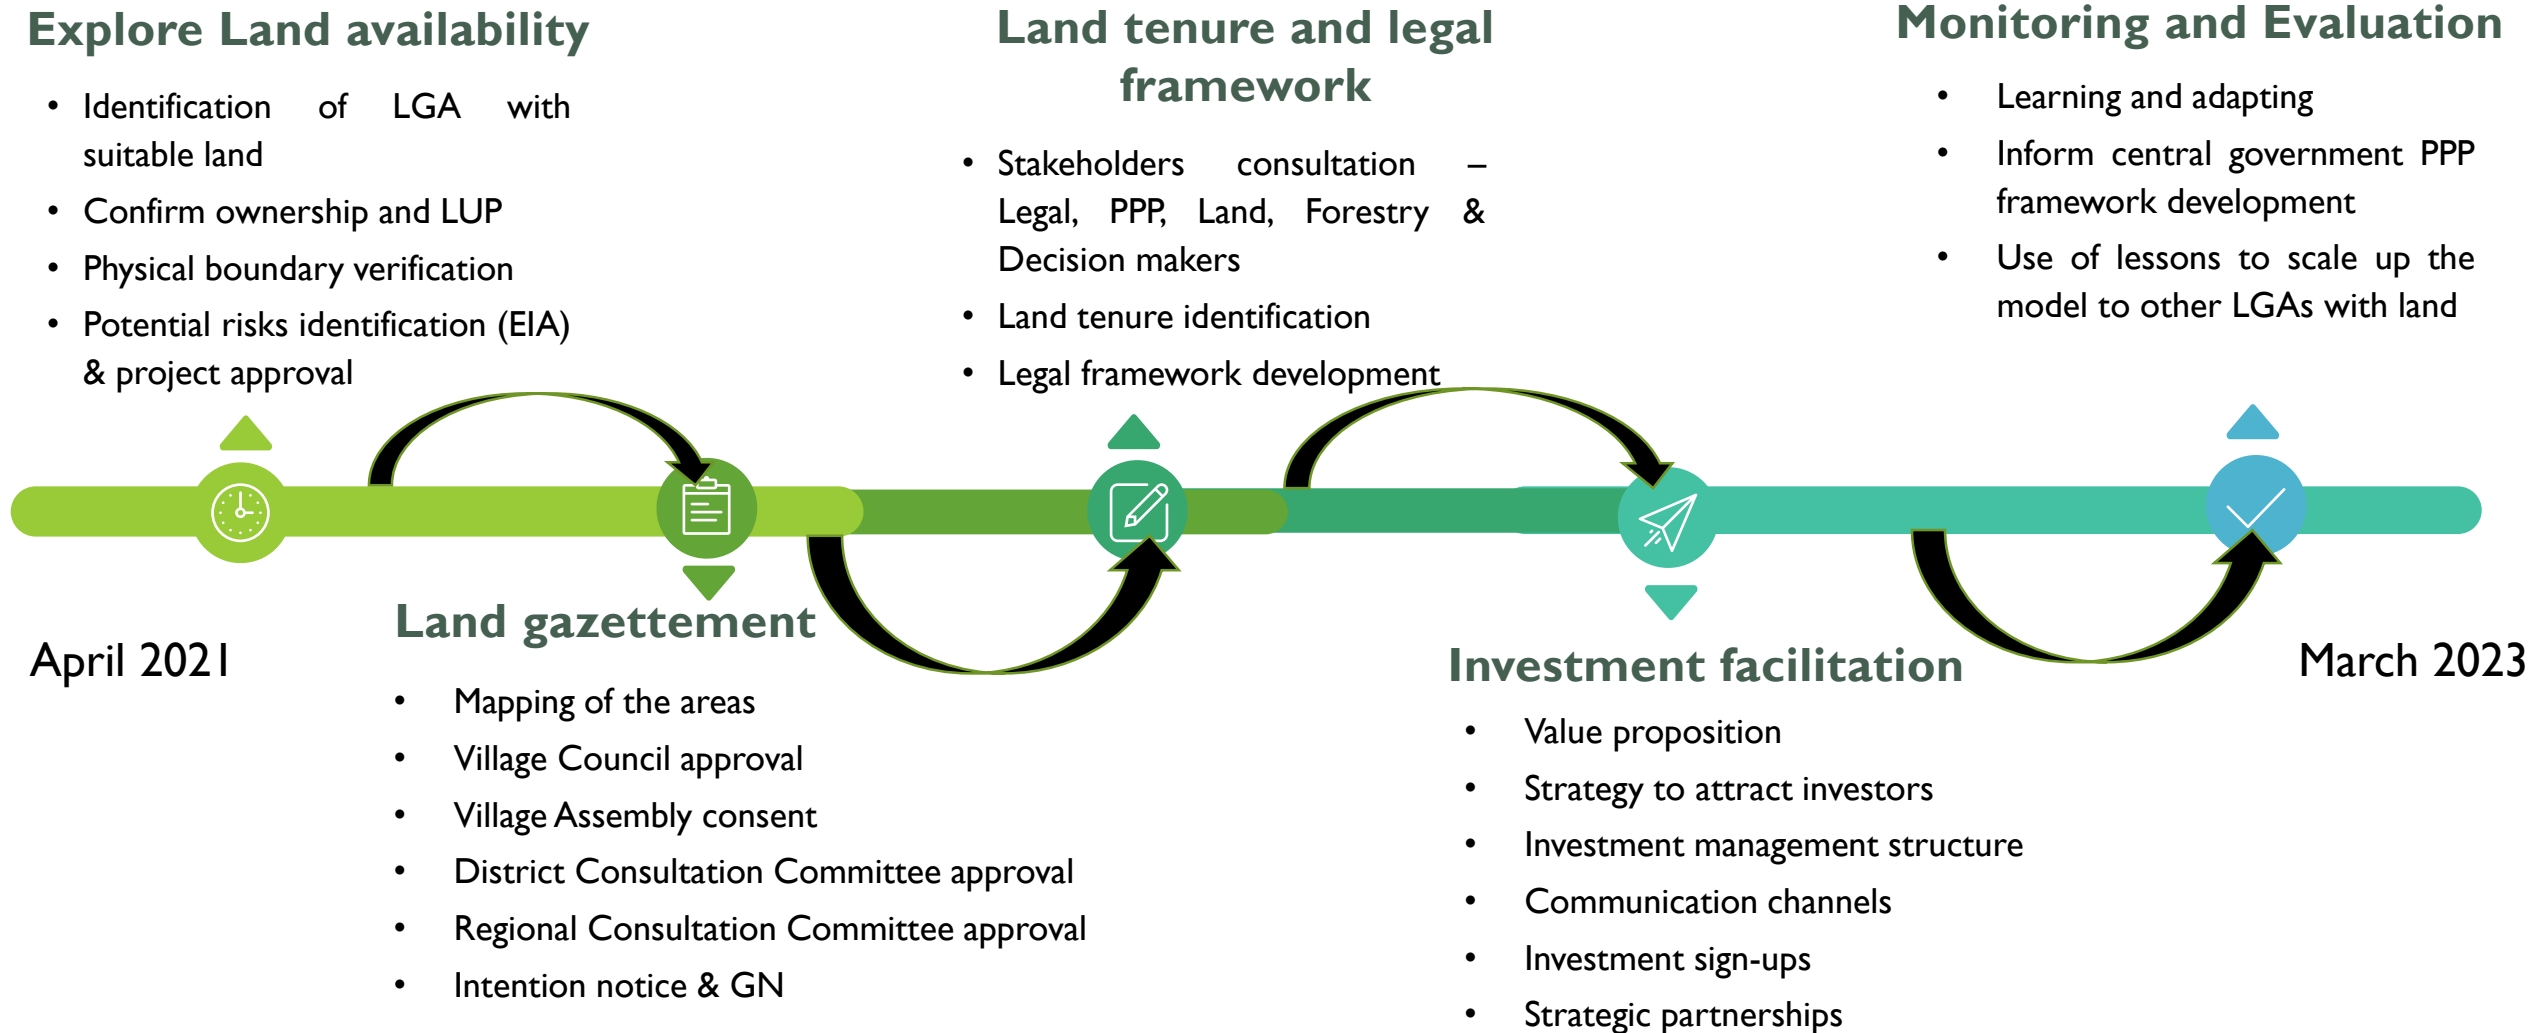 Explore Land availability
• Identification of LGA with
suitable land
• Confirm ownership and LUP
• Physical boundary verification
• Potential risks identification (EIA)
& project approval
Land tenure and legal
framework
• Stakeholders consultation –
Legal, PPP, Land, Forestry &
Decision makers
• Land tenure identification
• Legal framework development
Monitoring and Evaluation
• Learning and adapting
• Inform central government PPP
framework development
• Use of lessons to scale up the
model to other LGAs with land
April 2021
Land gazettement
• Mapping of the areas
• Village Council approval
• Village Assembly consent
• District Consultation Committee approval
• Regional Consultation Committee approval
• Intention notice & GN
Investment facilitation
• Value proposition
• Strategy to attract investors
• Investment management structure
• Communication channels
• Investment sign-ups
• Strategic partnerships
March 2023